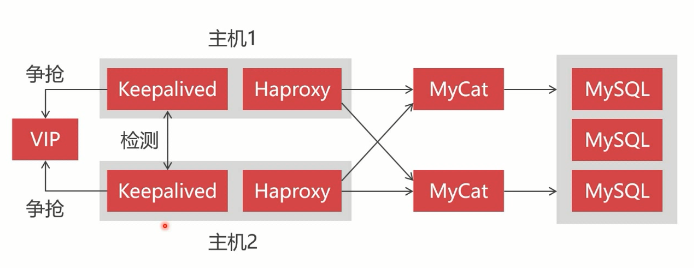 主机1
争抢
Keepalived
Haproxy
MyCat
MySQL
VIP
检测
MySQL
争抢
Keepalived
Haproxy
MyCat
MySQL
主机2